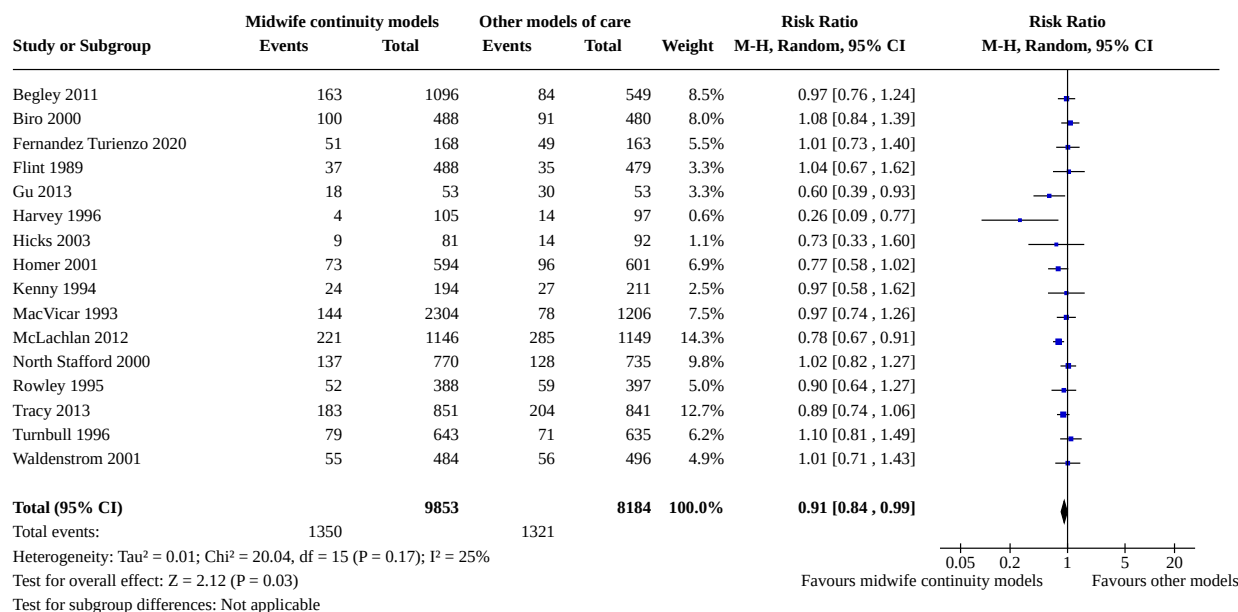 Midwife continuity models Other models of care Risk Ratio Risk Ratio
Study or Subgroup Events Total Events Total Weight M-H, Random, 95% CI M-H, Random, 95% CI
Begley 2011 163 1096 84 549 8.5% 0.97 [0.76 , 1.24]
Biro 2000 100 488 91 480 8.0% 1.08 [0.84 , 1.39]
Fernandez Turienzo 2020 51 168 49 163 5.5% 1.01 [0.73 , 1.40]
Flint 1989 37 488 35 479 3.3% 1.04 [0.67 , 1.62]
Gu 2013 18 53 30 53 3.3% 0.60 [0.39 , 0.93]
Harvey 1996 4 105 14 97 0.6% 0.26 [0.09 , 0.77]
Hicks 2003 9 81 14 92 1.1% 0.73 [0.33 , 1.60]
Homer 2001 73 594 96 601 6.9% 0.77 [0.58 , 1.02]
Kenny 1994 24 194 27 211 2.5% 0.97 [0.58 , 1.62]
MacVicar 1993 144 2304 78 1206 7.5% 0.97 [0.74 , 1.26]
McLachlan 2012 221 1146 285 1149 14.3% 0.78 [0.67 , 0.91]
North Stafford 2000 137 770 128 735 9.8% 1.02 [0.82 , 1.27]
Rowley 1995 52 388 59 397 5.0% 0.90 [0.64 , 1.27]
Tracy 2013 183 851 204 841 12.7% 0.89 [0.74 , 1.06]
Turnbull 1996 79 643 71 635 6.2% 1.10 [0.81 , 1.49]
Waldenstrom 2001 55 484 56 496 4.9% 1.01 [0.71 , 1.43]
Total (95% CI) 9853 8184 100.0% 0.91 [0.84 , 0.99]
Total events: 1350 1321
Heterogeneity: Tau² = 0.01; Chi² = 20.04, df = 15 (P = 0.17); I² = 25%
0.05 0.2 1 5 20
Test for overall effect: Z = 2.12 (P = 0.03) Favours midwife continuity models Favours other models
Test for subgroup differences: Not applicable